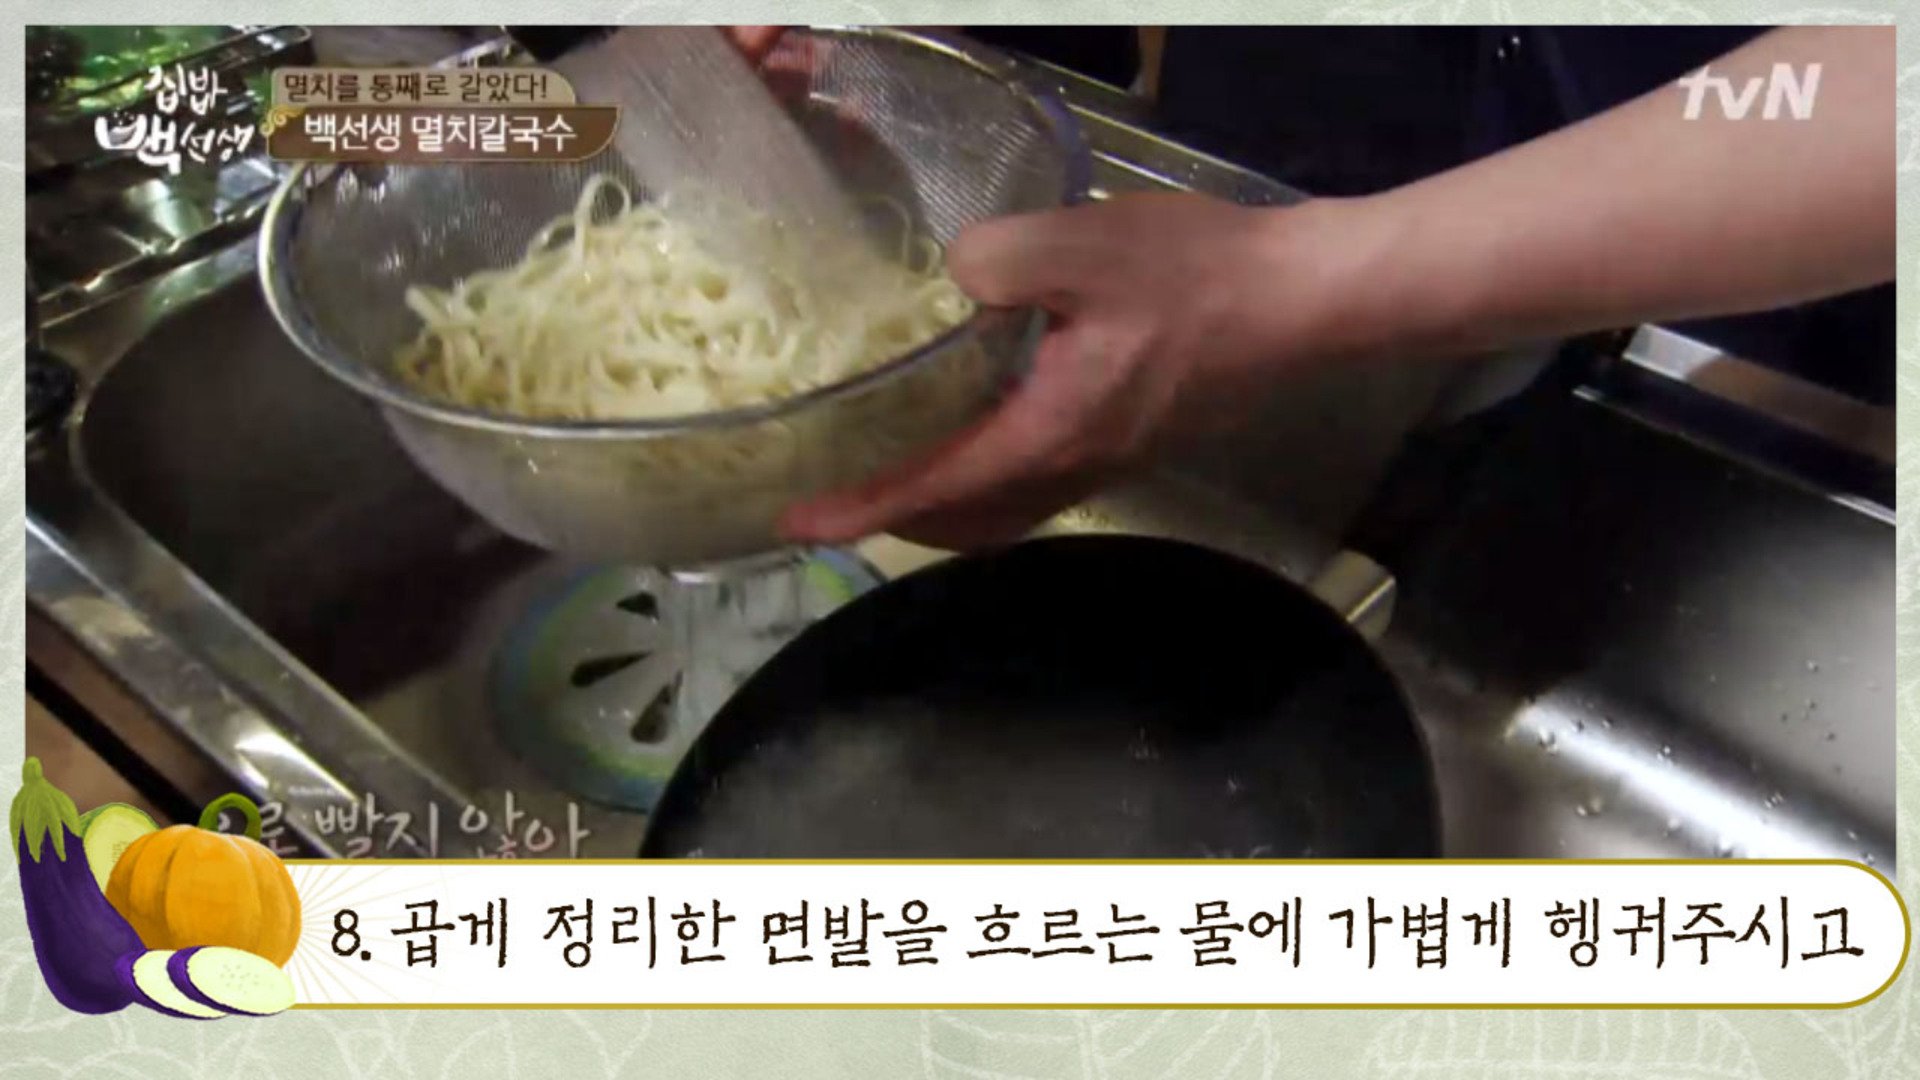 집밥
백선생
멸치를 통째로 갈았다!
백선생 멸치칼국수
tvN
빨지 않아
8. 곱게 정리한 면발을 흐르는 물에 가볍게 헹궈주시고